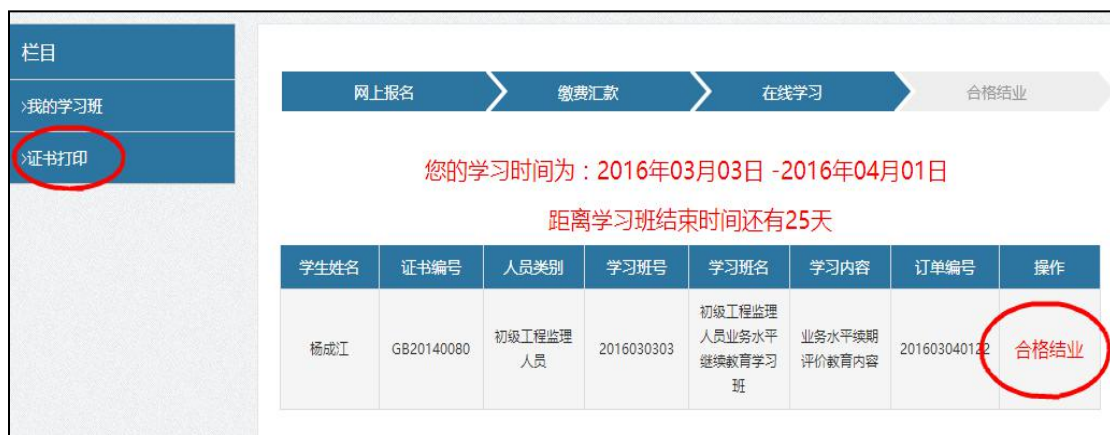 栏目
>我的学习班
>证书打印
网上报名 缴费汇款 在线学习 合格结业
您的学习时间为：2016年03月03日 -2016年04月01日
距离学习班结束时间还有25天
学生姓名 证书编号 人员类别 学习班号 学习班名 学习内容 订单编号 操作
杨成江 GB20140080 初级工程监理
人员 2016030303 初级工程监理
人员业务水平
继续教育学习
班 业务水平续期
评价教育内容 201603040122 合格结业